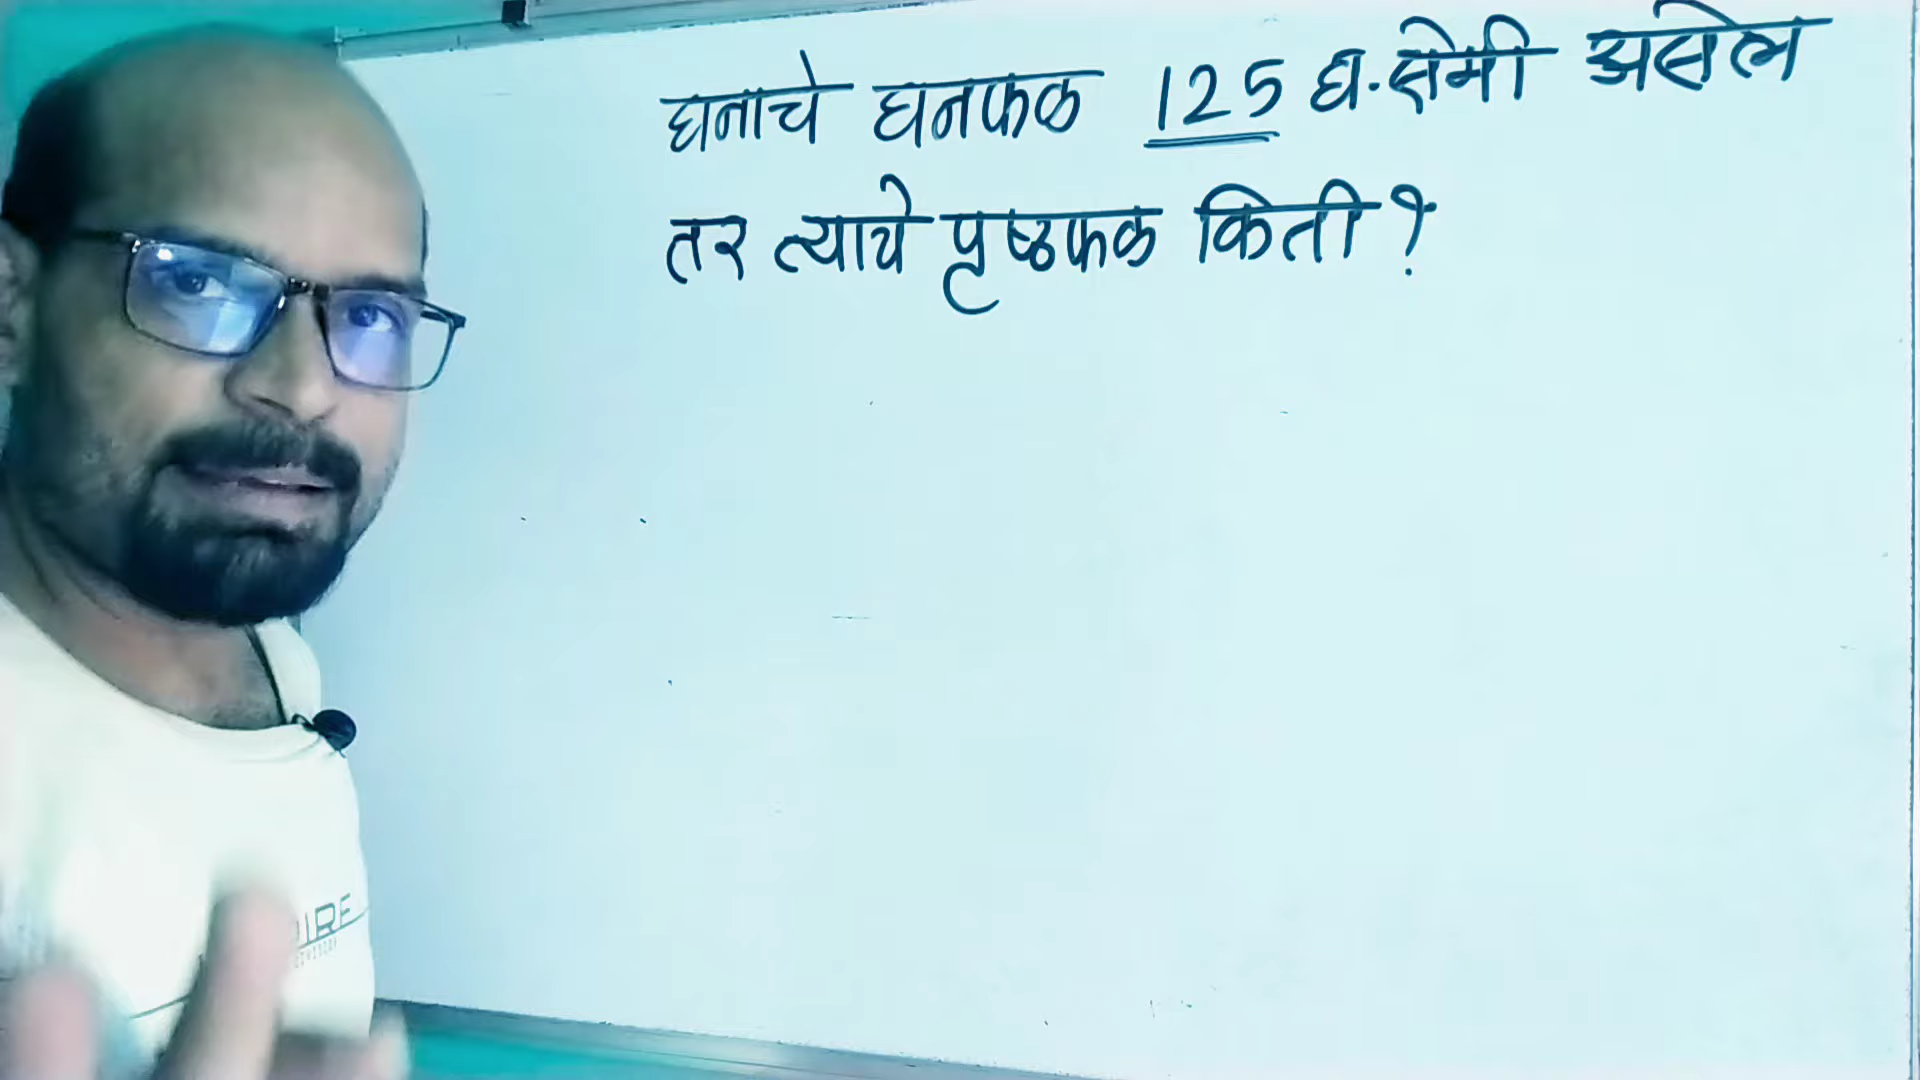 घनाचे घनफळ 125 घ.सेमी असेल
तर त्याचे पृष्ठफळ किती?